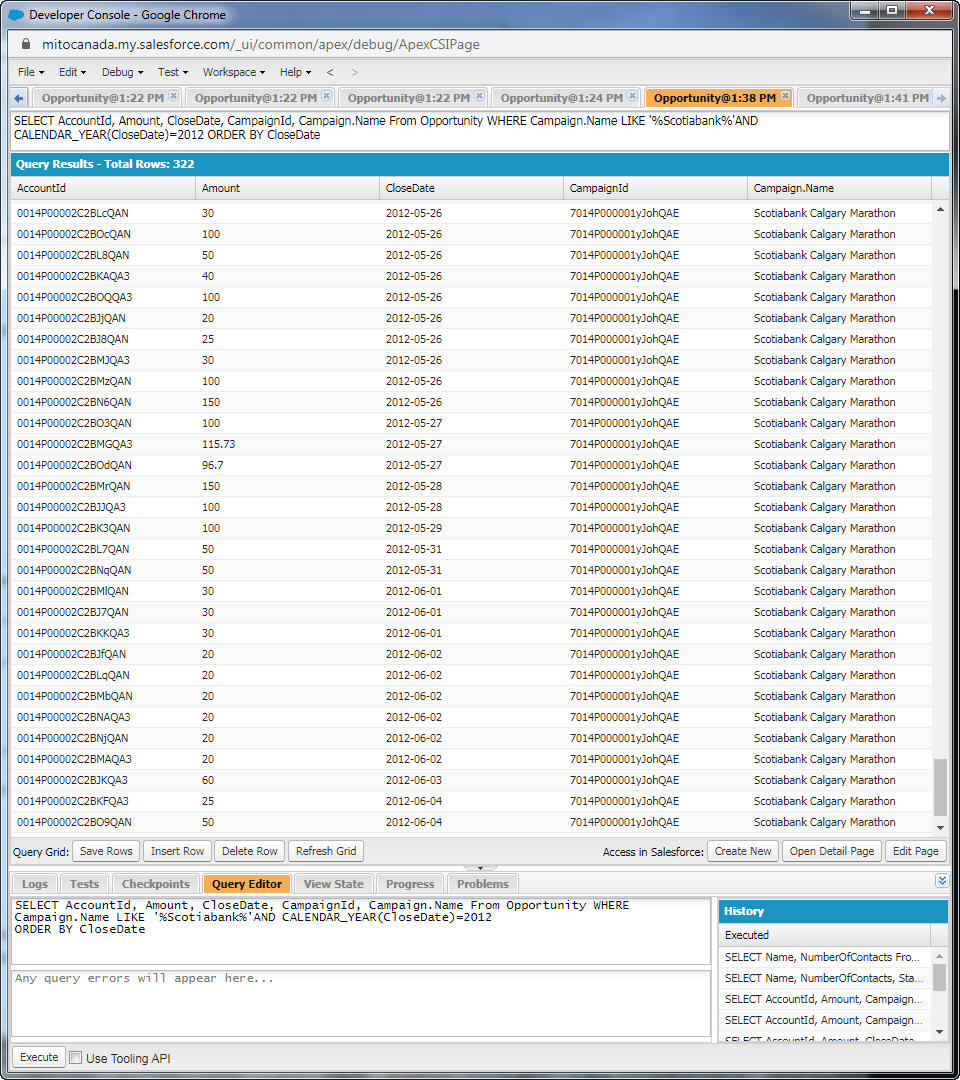 Developer Console - Google Chrome
mitocanada.my.salesforce.com/_ui/common/apex/debug/ApexCSIPage
File Edit Debug Test Workspace Help < >
Opportunity@1:22 PM Opportunity@1:22 PM Opportunity@1:22 PM Opportunity@1:24 PM Opportunity@1:38 PM Opportunity@1:41 PM
SELECT AccountId, Amount, CloseDate, CampaignId, Campaign.Name From Opportunity WHERE Campaign.Name LIKE '%Scotiabank%'AND
CALENDAR_YEAR(CloseDate)=2012 ORDER BY CloseDate
Query Results - Total Rows: 322
AccountId Amount CloseDate CampaignId Campaign.Name
0014P00002C2BLcQAN 30 2012-05-26 7014P000001yJohQAE Scotiabank Calgary Marathon
0014P00002C2BOcQAN 100 2012-05-26 7014P000001yJohQAE Scotiabank Calgary Marathon
0014P00002C2BL8QAN 50 2012-05-26 7014P000001yJohQAE Scotiabank Calgary Marathon
0014P00002C2BKAQA3 40 2012-05-26 7014P000001yJohQAE Scotiabank Calgary Marathon
0014P00002C2BOQQA3 100 2012-05-26 7014P000001yJohQAE Scotiabank Calgary Marathon
0014P00002C2BJjQAN 20 2012-05-26 7014P000001yJohQAE Scotiabank Calgary Marathon
0014P00002C2BJ8QAN 25 2012-05-26 7014P000001yJohQAE Scotiabank Calgary Marathon
0014P00002C2BMJQA3 30 2012-05-26 7014P000001yJohQAE Scotiabank Calgary Marathon
0014P00002C2BMzQAN 100 2012-05-26 7014P000001yJohQAE Scotiabank Calgary Marathon
0014P00002C2BN6QAN 150 2012-05-26 7014P000001yJohQAE Scotiabank Calgary Marathon
0014P00002C2BO3QAN 100 2012-05-27 7014P000001yJohQAE Scotiabank Calgary Marathon
0014P00002C2BMGQA3 115.73 2012-05-27 7014P000001yJohQAE Scotiabank Calgary Marathon
0014P00002C2BOdQAN 96.7 2012-05-27 7014P000001yJohQAE Scotiabank Calgary Marathon
0014P00002C2BMrQAN 150 2012-05-28 7014P000001yJohQAE Scotiabank Calgary Marathon
0014P00002C2BJJQA3 100 2012-05-28 7014P000001yJohQAE Scotiabank Calgary Marathon
0014P00002C2BK3QAN 100 2012-05-29 7014P000001yJohQAE Scotiabank Calgary Marathon
0014P00002C2BL7QAN 50 2012-05-31 7014P000001yJohQAE Scotiabank Calgary Marathon
0014P00002C2BNqQAN 50 2012-05-31 7014P000001yJohQAE Scotiabank Calgary Marathon
0014P00002C2BMlQAN 30 2012-06-01 7014P000001yJohQAE Scotiabank Calgary Marathon
0014P00002C2BJ7QAN 30 2012-06-01 7014P000001yJohQAE Scotiabank Calgary Marathon
0014P00002C2BKKQA3 30 2012-06-01 7014P000001yJohQAE Scotiabank Calgary Marathon
0014P00002C2BJfQAN 20 2012-06-02 7014P000001yJohQAE Scotiabank Calgary Marathon
0014P00002C2BLqQAN 20 2012-06-02 7014P000001yJohQAE Scotiabank Calgary Marathon
0014P00002C2BMbQAN 20 2012-06-02 7014P000001yJohQAE Scotiabank Calgary Marathon
0014P00002C2BNAQA3 20 2012-06-02 7014P000001yJohQAE Scotiabank Calgary Marathon
0014P00002C2BNjQAN 20 2012-06-02 7014P000001yJohQAE Scotiabank Calgary Marathon
0014P00002C2BMAQA3 20 2012-06-02 7014P000001yJohQAE Scotiabank Calgary Marathon
0014P00002C2BJKQA3 60 2012-06-03 7014P000001yJohQAE Scotiabank Calgary Marathon
0014P00002C2BKFQA3 25 2012-06-04 7014P000001yJohQAE Scotiabank Calgary Marathon
0014P00002C2BO9QAN 50 2012-06-04 7014P000001yJohQAE Scotiabank Calgary Marathon
Query Grid: Save Rows Insert Row Delete Row Refresh Grid Access in Salesforce: Create New Open Detail Page Edit Page
Logs Tests Checkpoints Query Editor View State Progress Problems
SELECT AccountId, Amount, CloseDate, CampaignId, Campaign.Name From Opportunity WHERE
Campaign.Name LIKE '%Scotiabank%'AND CALENDAR_YEAR(CloseDate)=2012
ORDER BY CloseDate
Any query errors will appear here...
History
Executed
SELECT Name, NumberOfContacts Fro...
SELECT Name, NumberOfContacts, Sta...
SELECT AccountId, Amount, Campaign...
SELECT AccountId, Amount, Campaign...
SELECT AccountId, Amount, CloseDate
Execute Use Tooling API